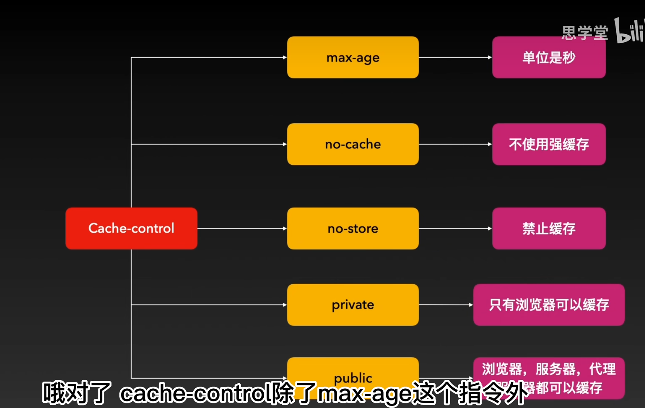 思学堂 bili
max-age
单位是秒
no-cache
不使用强缓存
Cache-control
no-store
禁止缓存
private
只有浏览器可以缓存
public
浏览器，服务器，代理
器都可以缓存
哦对了 cache-control除了max-age这个指令外